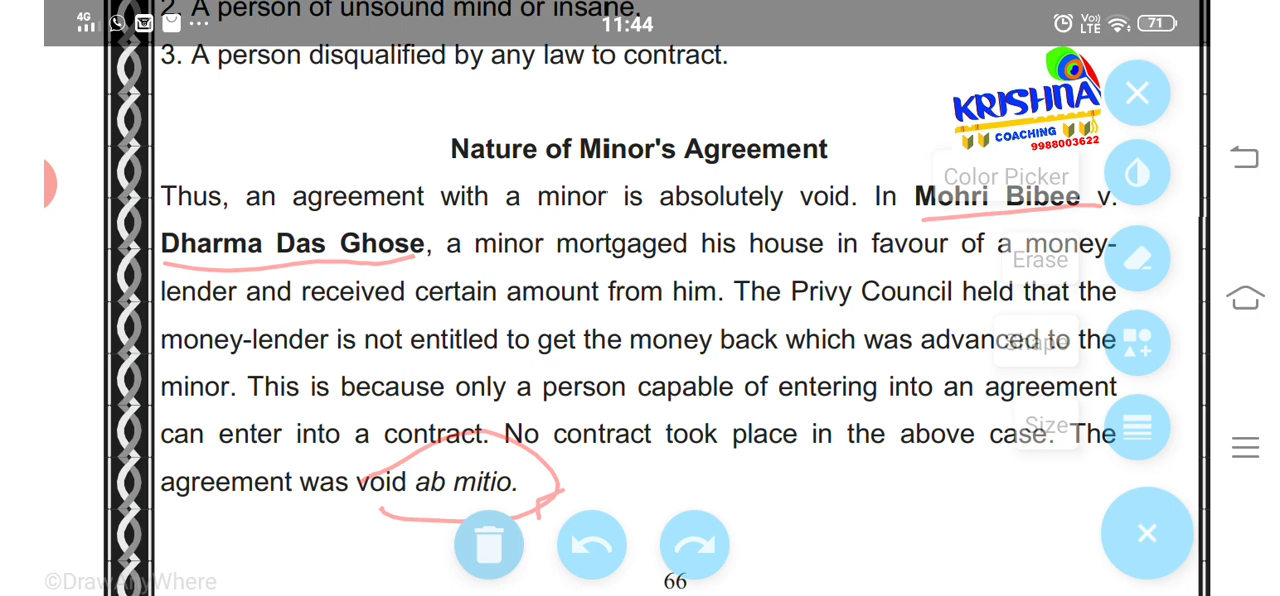 4G
11:44
Vo))
LTE
71
2. A person of unsound mind or insane.
3. A person disqualified by any law to contract.
KRISHNA
COACHING
9988003622
Nature of Minor's Agreement
Color Picker
Thus, an agreement with a minor is absolutely void. In Mohri Bibee v.
Dharma Das Ghose, a minor mortgaged his house in favour of a money-
Erase
lender and received certain amount from him. The Privy Council held that the
money-lender is not entitled to get the money back which was advanced to the
Shape
minor. This is because only a person capable of entering into an agreement
can enter into a contract. No contract took place in the above case. The
Size
agreement was void ab mitio.
©DrawAnyWhere
66